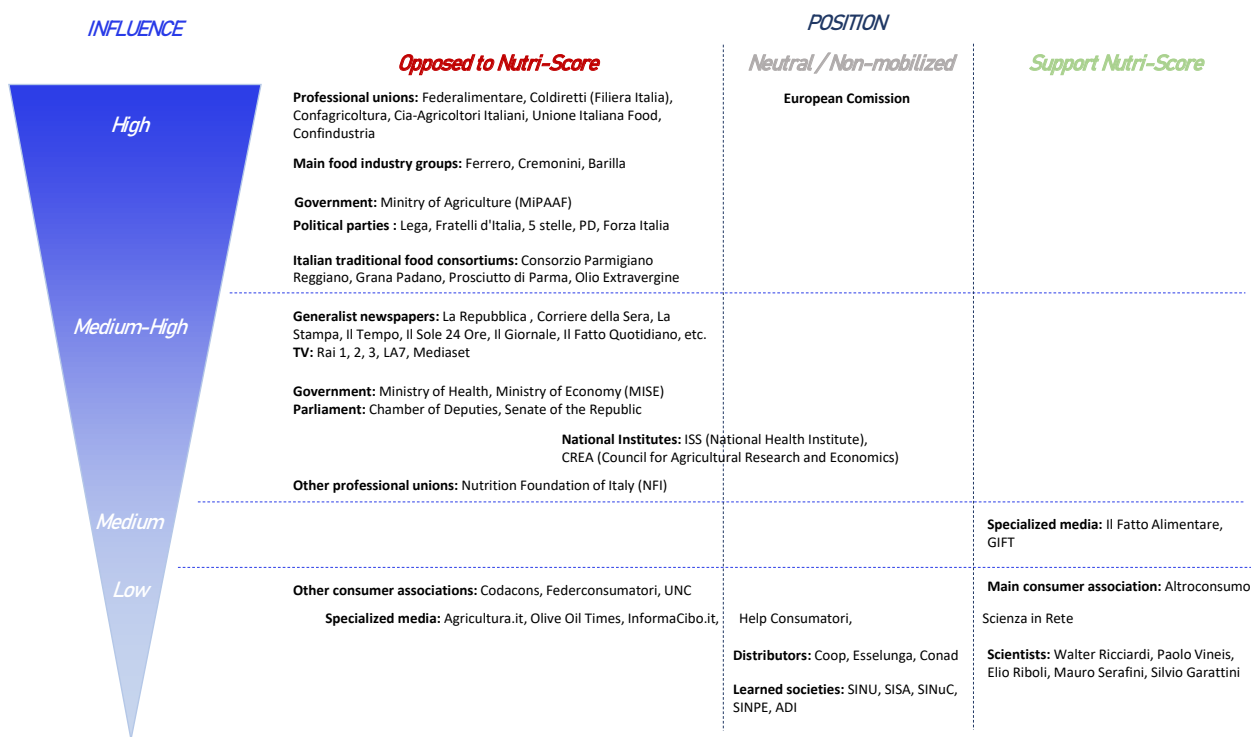 INFLUENCE
POSITION
Opposed to Nutri-Score
Neutral / Non-mobilized
Support Nutri-Score
High
Professional unions: Federalimentare, Coldiretti (Filiera Italia),
Confagricoltura, Cia-Agricoltori Italiani, Unione Italiana Food,
Confindustria
European Comission
Main food industry groups: Ferrero, Cremonini, Barilla
Government: Minitry of Agriculture (MiPAAF)
Political parties : Lega, Fratelli d'Italia, 5 stelle, PD, Forza Italia
Italian traditional food consortiums: Consorzio Parmigiano
Reggiano, Grana Padano, Prosciutto di Parma, Olio Extravergine
Medium-High
Generalist newspapers: La Repubblica , Corriere della Sera, La
Stampa, Il Tempo, Il Sole 24 Ore, Il Giornale, Il Fatto Quotidiano, etc.
TV: Rai 1, 2, 3, LA7, Mediaset
Government: Ministry of Health, Ministry of Economy (MISE)
Parliament: Chamber of Deputies, Senate of the Republic
National Institutes: ISS (National Health Institute),
CREA (Council for Agricultural Research and Economics)
Other professional unions: Nutrition Foundation of Italy (NFI)
Medium
Specialized media: Il Fatto Alimentare,
GIFT
Low
Other consumer associations: Codacons, Federconsumatori, UNC
Main consumer association: Altroconsumo
Specialized media: Agricultura.it, Olive Oil Times, InformaCibo.it,
Help Consumatori,
Scienza in Rete
Distributors: Coop, Esselunga, Conad
Scientists: Walter Ricciardi, Paolo Vineis,
Elio Riboli, Mauro Serafini, Silvio Garattini
Learned societies: SINU, SISA, SINuC,
SINPE, ADI